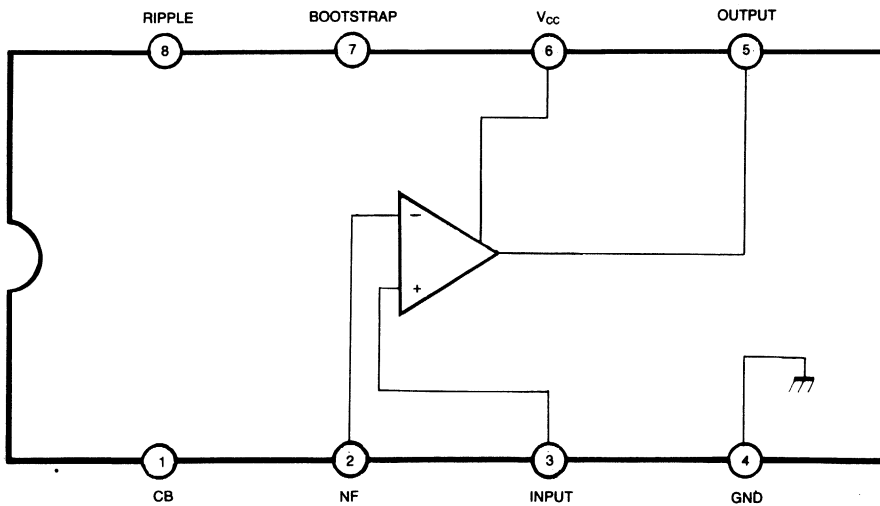 RIPPLE BOOTSTRAP VCC OUTPUT
8 7 6 5
−
+
1 2 3 4
CB NF INPUT GND